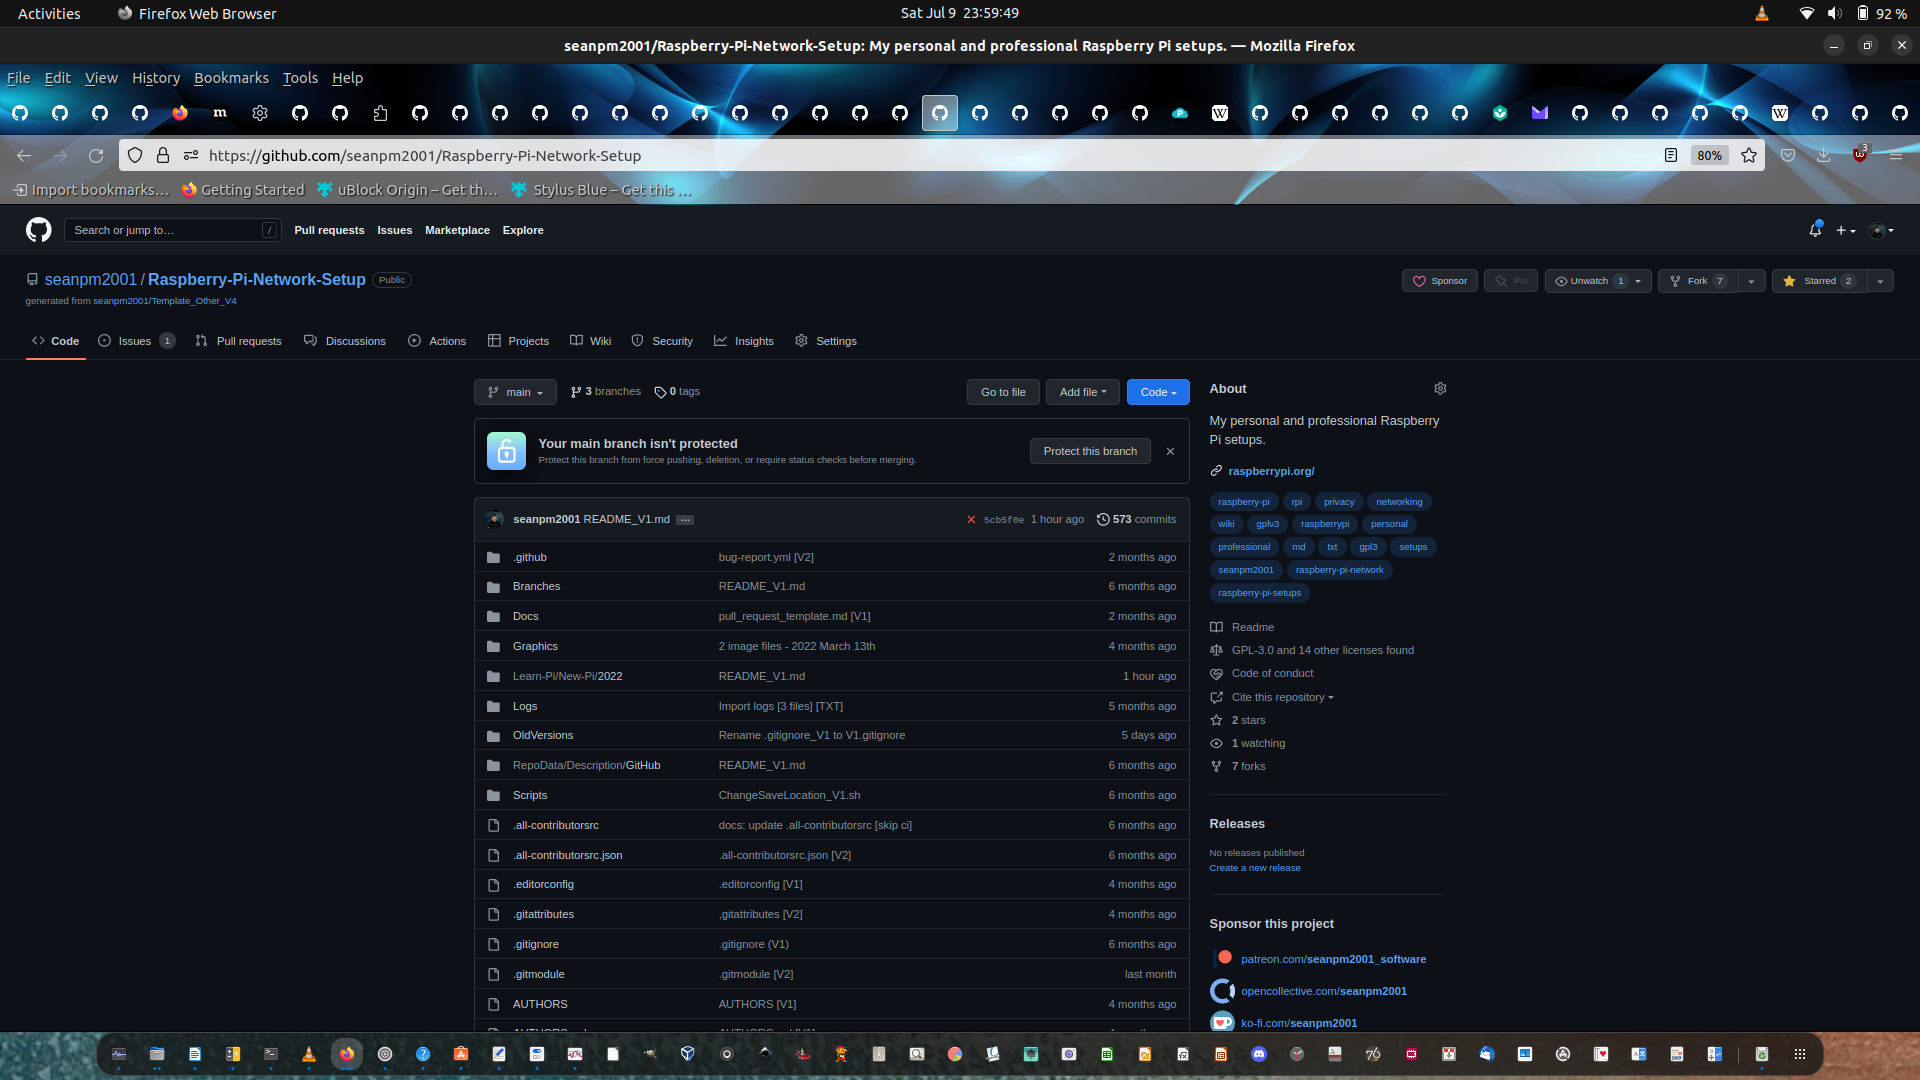 Activities Firefox Web Browser Sat Jul 9 23:59:49 92 %
seanpm2001/Raspberry-Pi-Network-Setup: My personal and professional Raspberry Pi setups. — Mozilla Firefox
File Edit View History Bookmarks Tools Help
https://github.com/seanpm2001/Raspberry-Pi-Network-Setup 80% 3
Import bookmarks… Getting Started uBlock Origin – Get th… Stylus Blue – Get this …
Search or jump to… / Pull requests Issues Marketplace Explore
seanpm2001 / Raspberry-Pi-Network-Setup Public Sponsor Pin Unwatch 1 Fork 7 Starred 2
generated from seanpm2001/Template_Other_V4
Code Issues 1 Pull requests Discussions Actions Projects Wiki Security Insights Settings
main 3 branches 0 tags Go to file Add file Code
Your main branch isn't protected
Protect this branch from force pushing, deletion, or require status checks before merging.
Protect this branch
seanpm2001 README_V1.md ... 5cb5f0e 1 hour ago 573 commits
.github bug-report.yml [V2] 2 months ago
Branches README_V1.md 6 months ago
Docs pull_request_template.md [V1] 2 months ago
Graphics 2 image files - 2022 March 13th 4 months ago
Learn-Pi/New-Pi/2022 README_V1.md 1 hour ago
Logs Import logs [3 files] [TXT] 5 months ago
OldVersions Rename .gitignore_V1 to V1.gitignore 5 days ago
RepoData/Description/GitHub README_V1.md 6 months ago
Scripts ChangeSaveLocation_V1.sh 6 months ago
.all-contributorsrc docs: update .all-contributorsrc [skip ci] 6 months ago
.all-contributorsrc.json .all-contributorsrc.json [V2] 6 months ago
.editorconfig .editorconfig [V1] 4 months ago
.gitattributes ,gitattributes [V2] 4 months ago
.gitignore .gitignore (V1) 6 months ago
.gitmodule .gitmodule [V2] last month
AUTHORS AUTHORS [V1] 4 months ago
About
My personal and professional Raspberry
Pi setups.
raspberrypi.org/
raspberry-pi rpi privacy networking
wiki gplv3 raspberrypi personal
professional md txt gpl3 setups
seanpm2001 raspberry-pi-network
raspberry-pi-setups
Readme
GPL-3.0 and 14 other licenses found
Code of conduct
Cite this repository
2 stars
1 watching
7 forks
Releases
No releases published
Create a new release
Sponsor this project
patreon.com/seanpm2001_software
opencollective.com/seanpm2001
ko-fi.com/seanpm2001